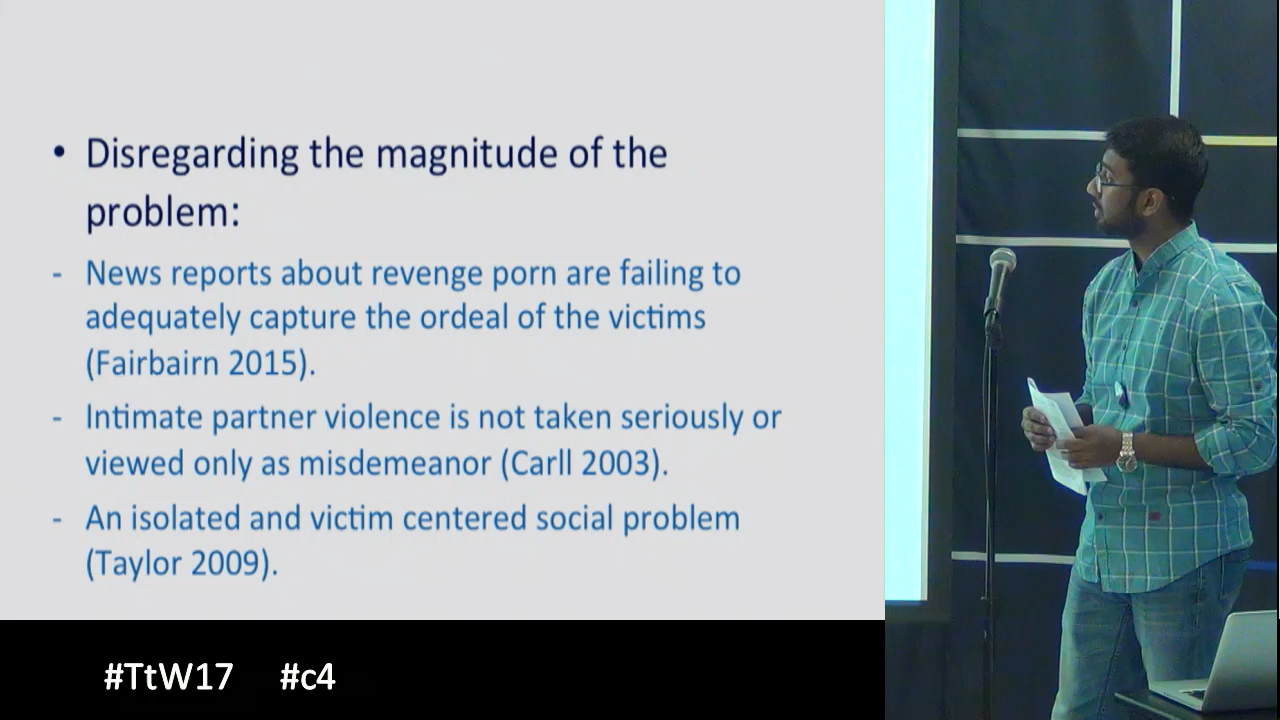 • Disregarding the magnitude of the
problem:
- News reports about revenge porn are failing to
adequately capture the ordeal of the victims
(Fairbairn 2015).
- Intimate partner violence is not taken seriously or
viewed only as misdemeanor (Carll 2003).
- An isolated and victim centered social problem
(Taylor 2009).
#TtW17 #c4